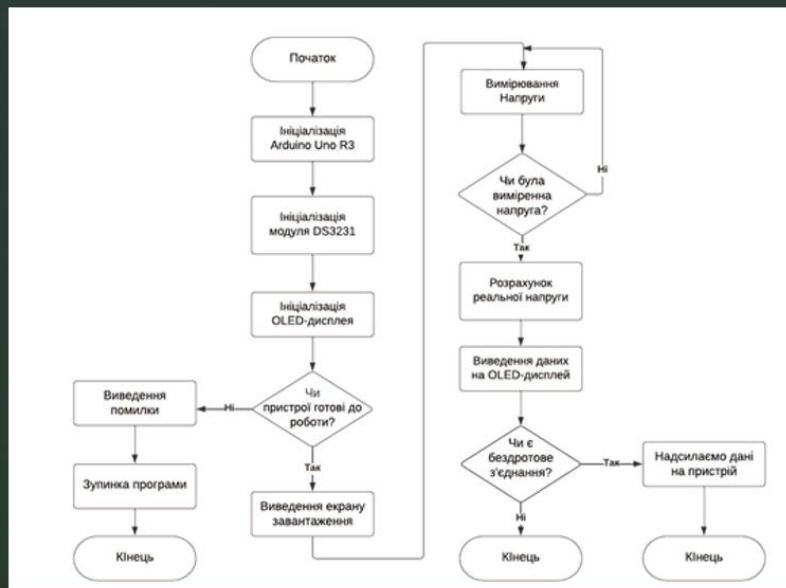 Початок
Ініціалізація
Arduino Uno R3
Ініціалізація
модуля DS3231
Ініціалізація
OLED-дисплея
Чи
пристрої готові до
роботи?
Ні
Виведення
помилки
Зупинка програми
КІнець
Так
Виведення екрану
завантаження
Вимірювання
Напруги
Чи була
виміренна
напруга?
Ні
Так
Розрахунок
реальної напруги
Виведення даних
на OLED-дисплей
Чи є
бездротове
з'єднання?
Так
Надсилаємо дані
на пристрій
КІнець
Ні
КІнець